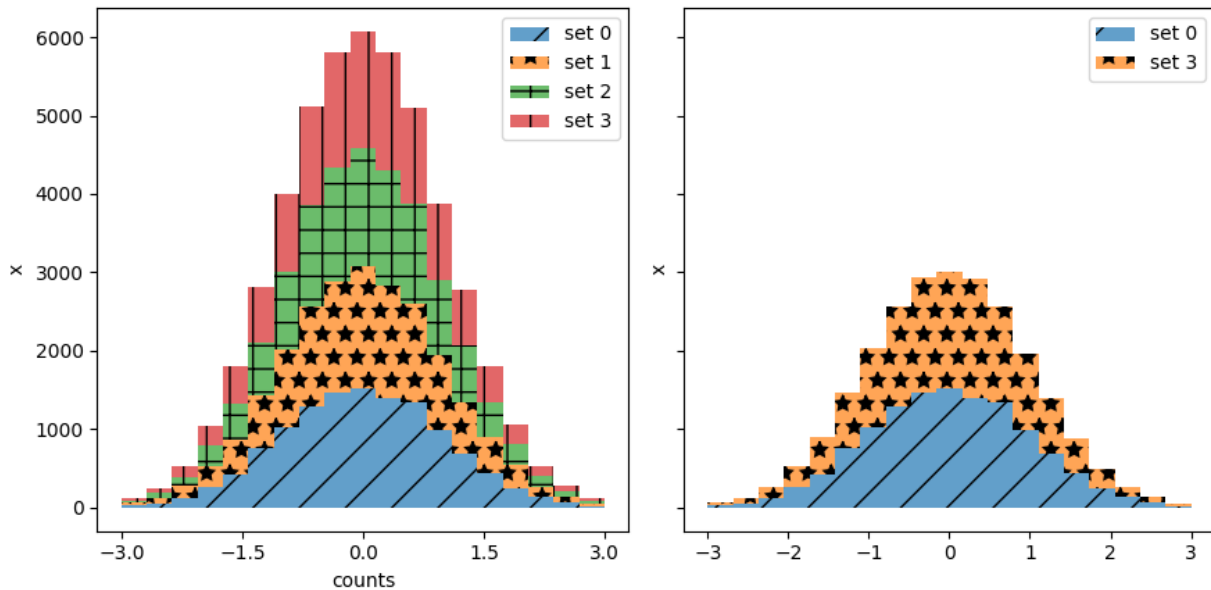 6000
5000
4000
3000
2000
1000
0
x
−3.0 −1.5 0.0 1.5 3.0
counts
set 0
set 1
set 2
set 3
x
−3 −2 −1 0 1 2 3
set 0
set 3